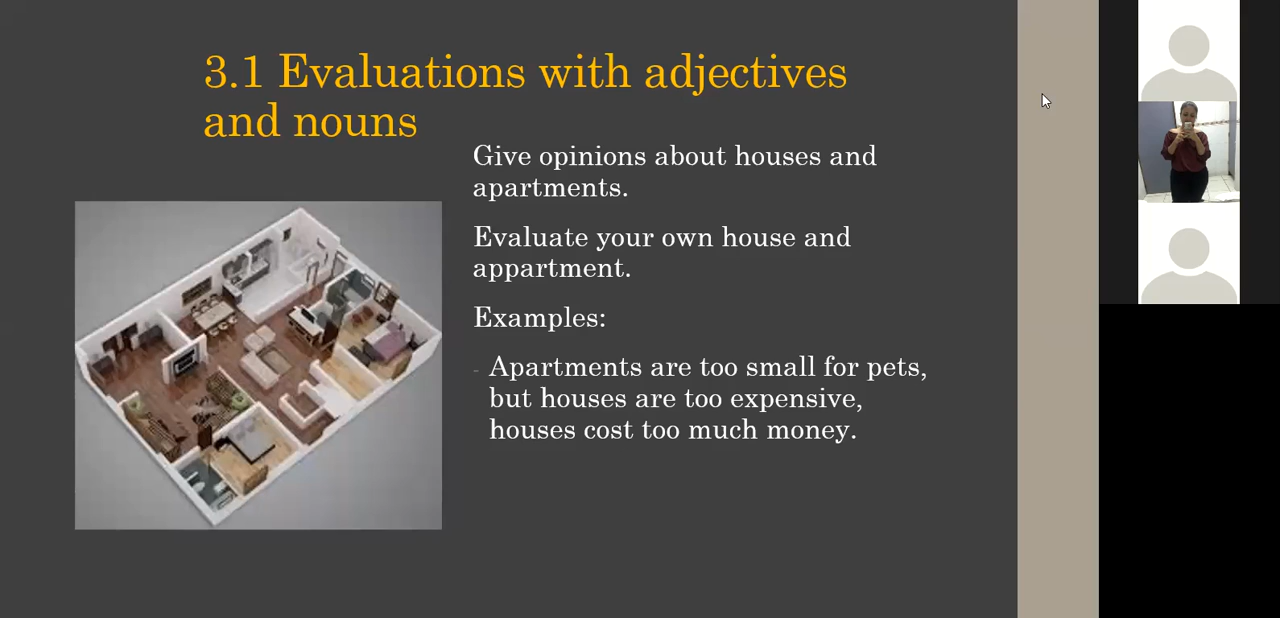 3.1 Evaluations with adjectives
and nouns
Give opinions about houses and
apartments.
Evaluate your own house and
appartment.
Examples:
- Apartments are too small for pets,
but houses are too expensive,
houses cost too much money.